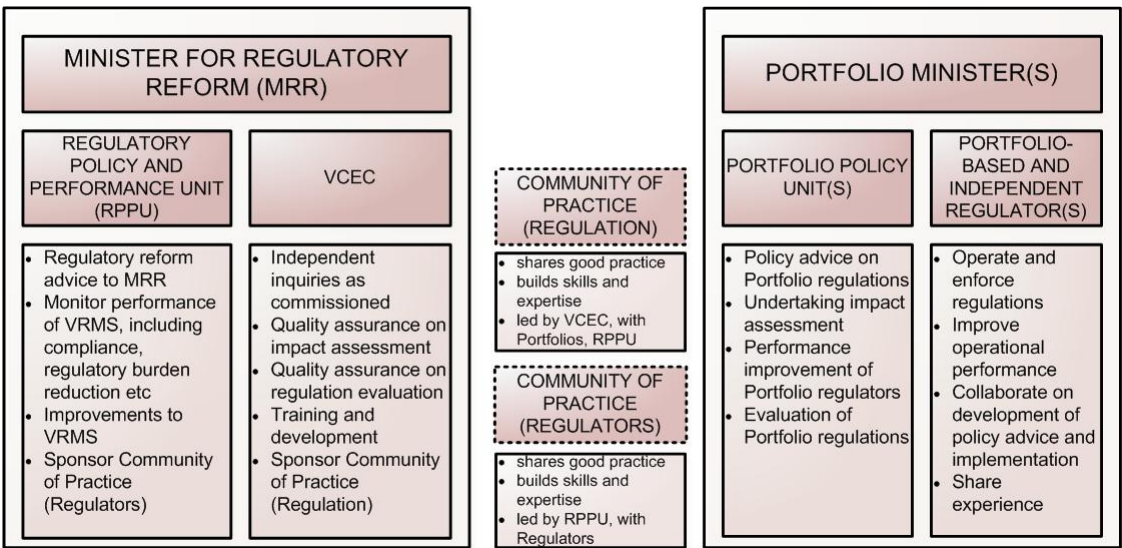 MINISTER FOR REGULATORY
REFORM (MRR)
REGULATORY
POLICY AND
PERFORMANCE UNIT
(RPPU)
• Regulatory reform
advice to MRR
• Monitor performance
of VRMS, including
compliance,
regulatory burden
reduction etc
• Improvements to
VRMS
• Sponsor Community
of Practice
(Regulators)
VCEC
• Independent
inquiries as
commissioned
• Quality assurance on
impact assessment
• Quality assurance on
regulation evaluation
• Training and
development
• Sponsor Community
of Practice
(Regulation)
COMMUNITY OF
PRACTICE
(REGULATION)
• shares good practice
• builds skills and
expertise
• led by VCEC, with
Portfolios, RPPU
COMMUNITY OF
PRACTICE
(REGULATORS)
• shares good practice
• builds skills and
expertise
• led by RPPU, with
Regulators
PORTFOLIO MINISTER(S)
PORTFOLIO POLICY
UNIT(S)
• Policy advice on
Portfolio regulations
• Undertaking impact
assessment
• Performance
improvement of
Portfolio regulators
• Evaluation of
Portfolio regulations
PORTFOLIO-
BASED AND
INDEPENDENT
REGULATOR(S)
• Operate and
enforce
regulations
• Improve
operational
performance
• Collaborate on
development of
policy advice and
implementation
• Share
experience